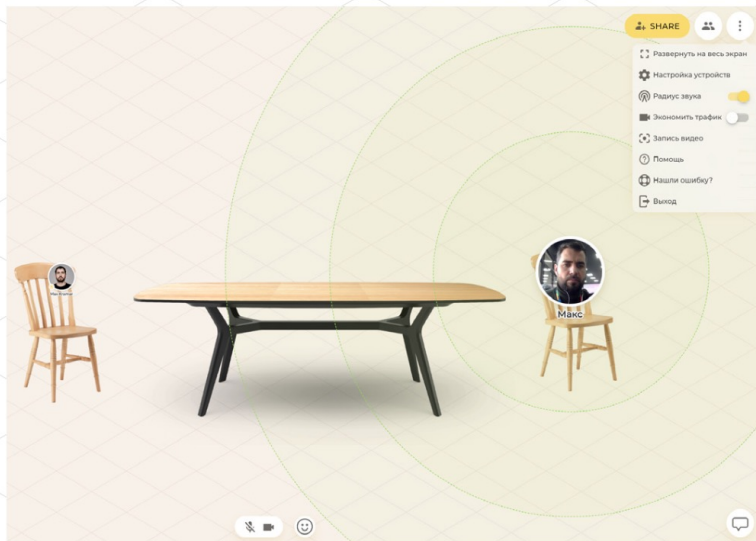 SHARE
Развернуть на весь экран
Настройка устройств
Радиус звука
Экономить трафик
Запись видео
Помощь
Нашли ошибку?
Выход
Макс